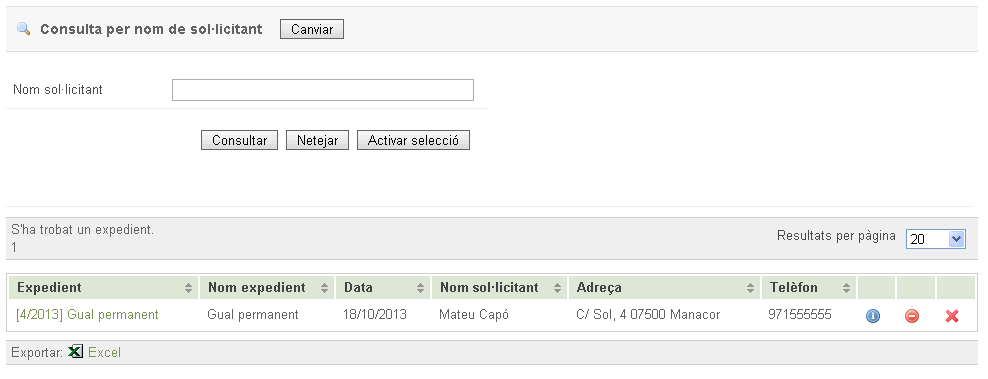 Consulta per nom de sol·licitant Canviar
Nom sol·licitant
Consultar Netejar Activar selecció
S'ha trobat un expedient.
1
Resultats per pàgina 20
Expedient Nom expedient Data Nom sol·licitant Adreça Telèfon
[4/2013] Gual permanent Gual permanent 18/10/2013 Mateu Capó C/ Sol, 4 07500 Manacor 971555555
Exportar: Excel